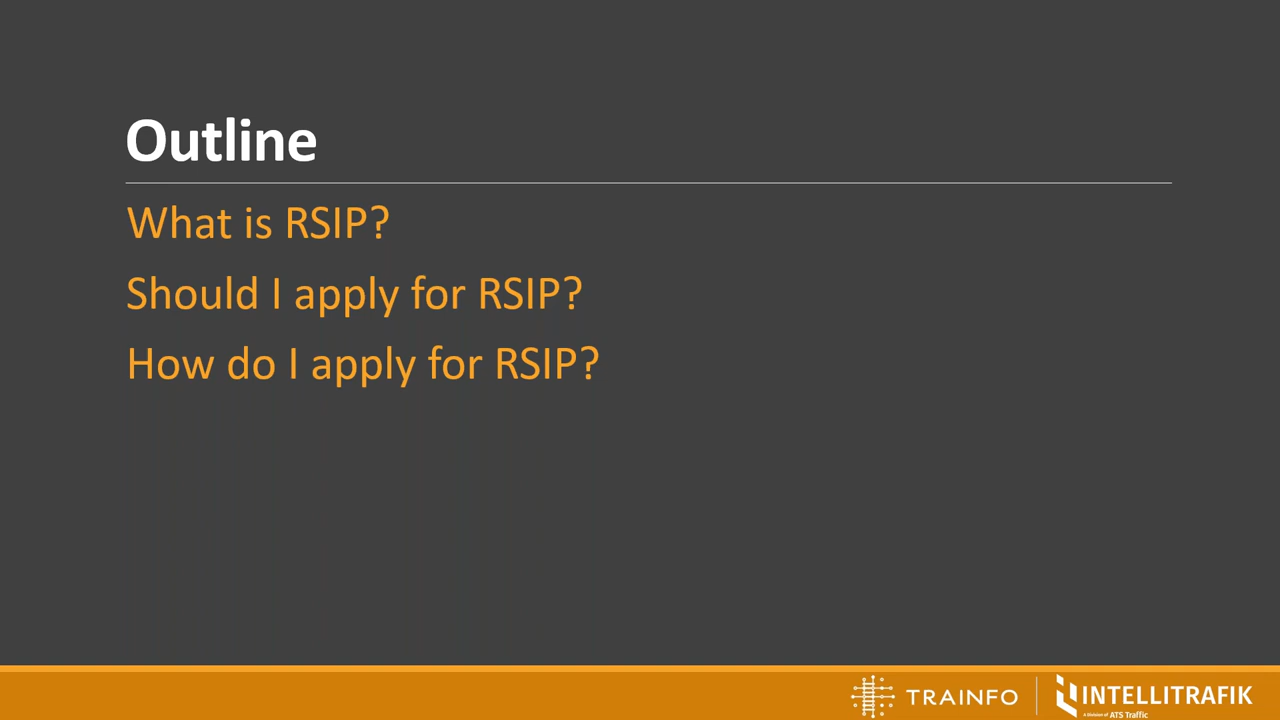 Outline
What is RSIP?
Should I apply for RSIP?
How do I apply for RSIP?
TRAINFO
INTELLITRAFIK
A Division of ATS Traffic